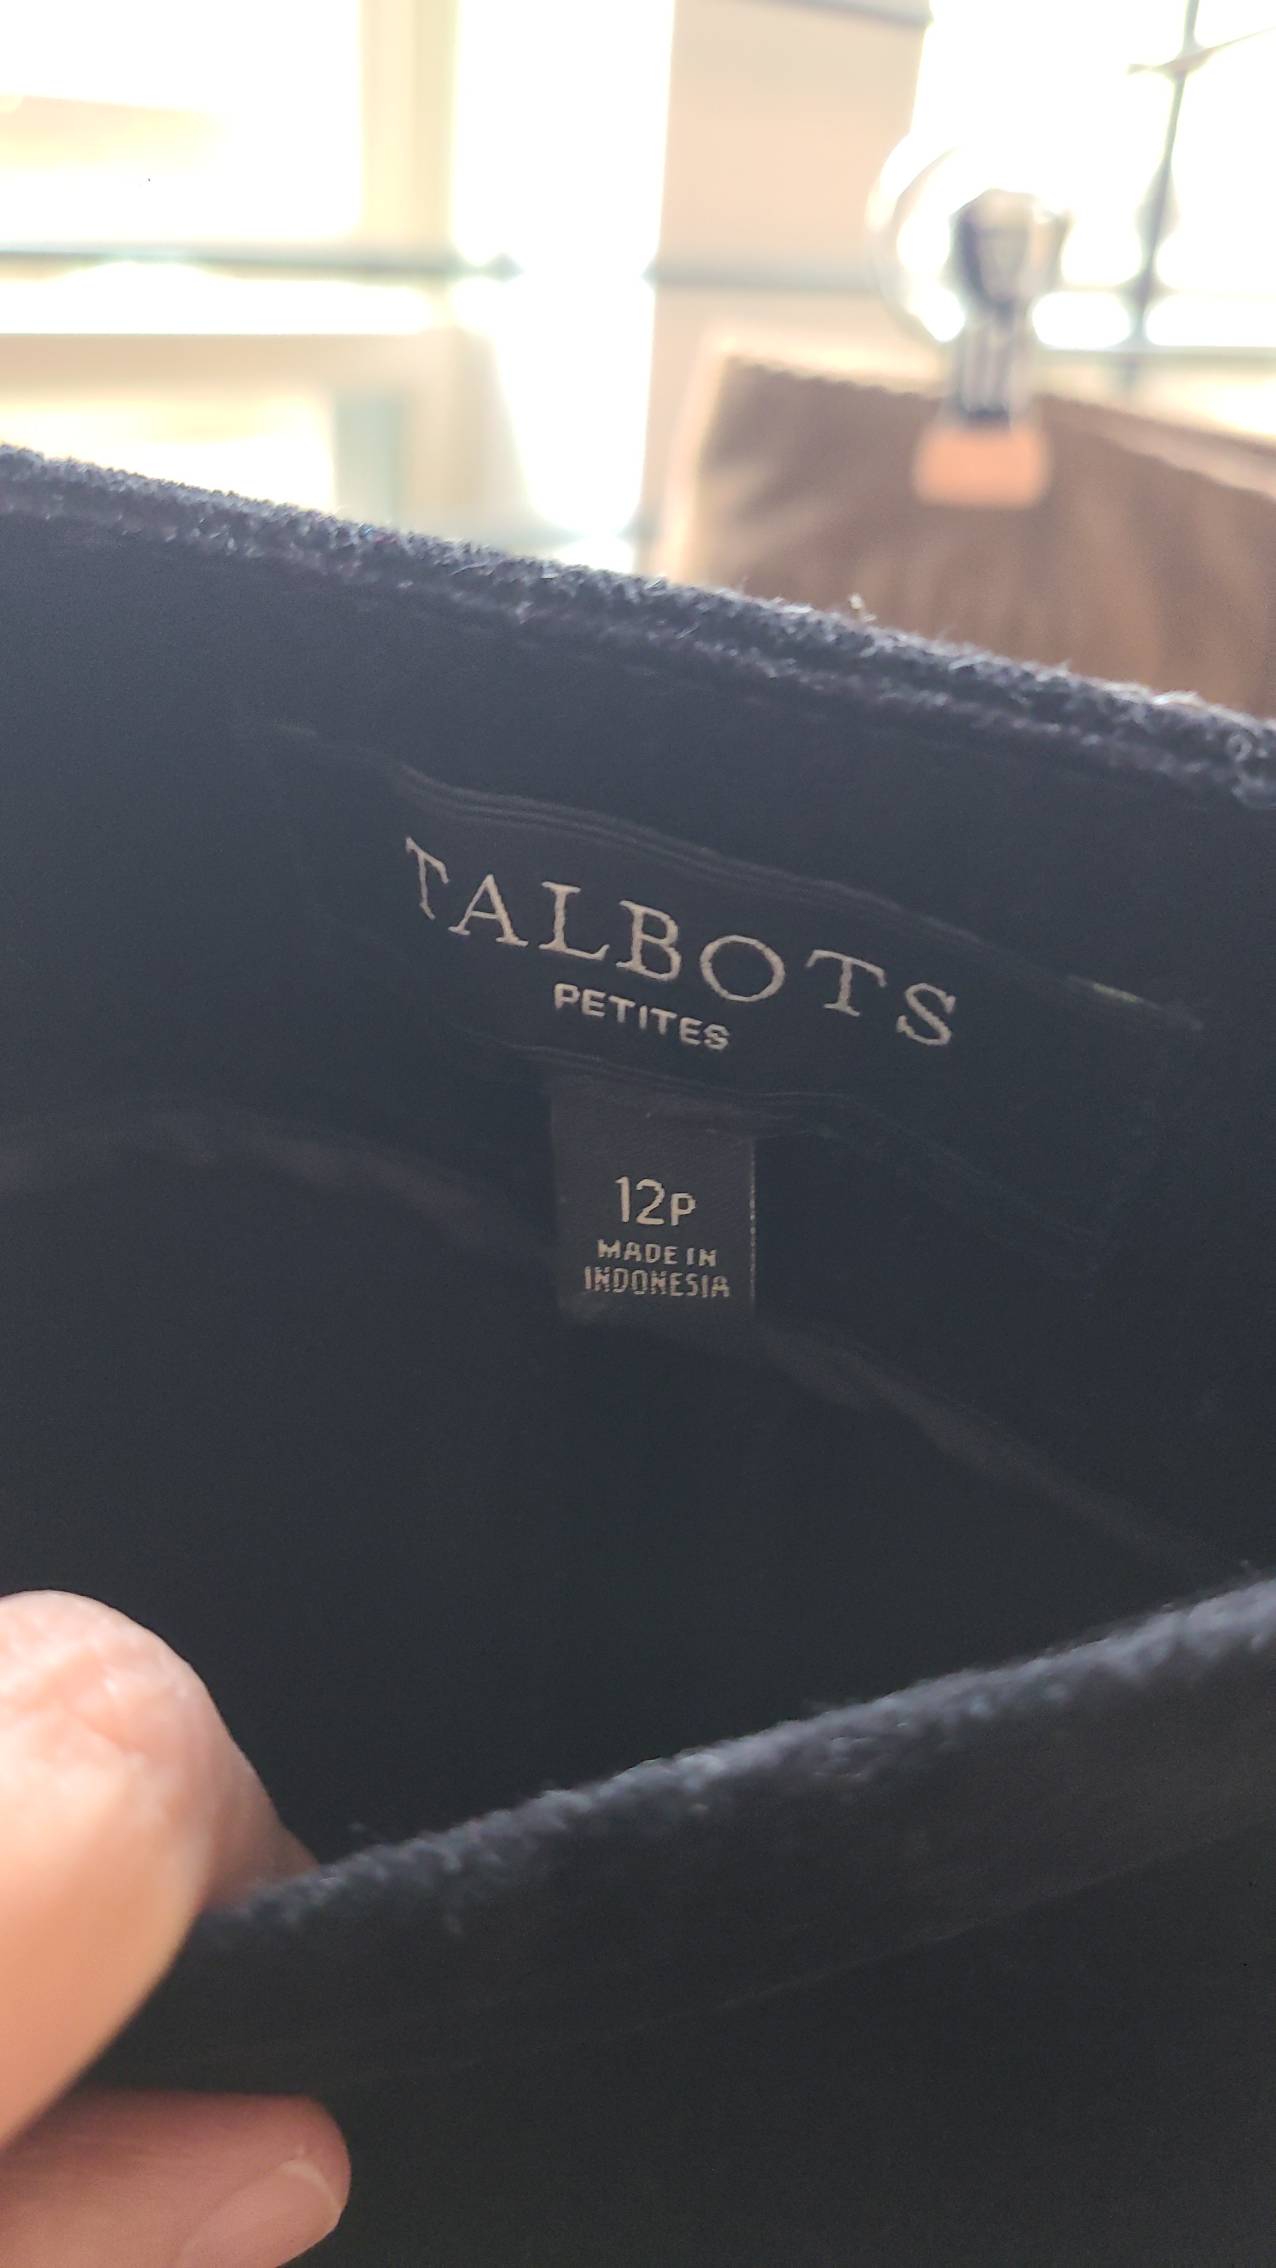 TALBOTS
PETITES
12P
MADE IN
INDONESIA